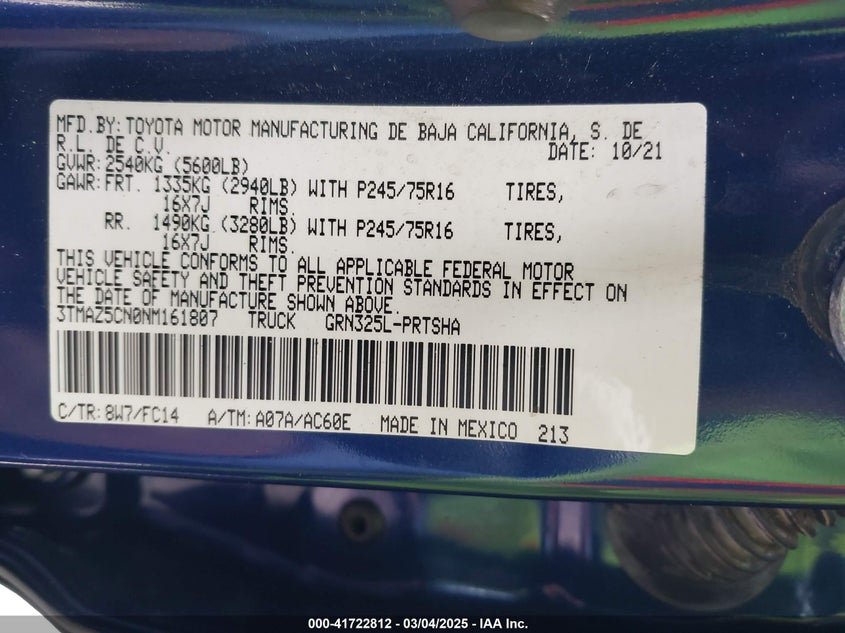 MFD.BY: TOYOTA MOTOR MANUFACTURING DE BAJA CALIFORNIA, S. DE
R.L. DE C.V. DATE: 10/21
GVWR: 2540KG (5600LB)
GAWR: FRT. 1335KG (2940LB) WITH P245/75R16 TIRES,
16X7J RIMS.
RR. 1490KG (3280LB) WITH P245/75R16 TIRES,
16X7J RIMS.
THIS VEHICLE CONFORMS TO ALL APPLICABLE FEDERAL MOTOR
VEHICLE SAFETY AND THEFT PREVENTION STANDARDS IN EFFECT ON
THE DATE OF MANUFACTURE SHOWN ABOVE.
3TMAZ5CN0NM161807 TRUCK GRN325L-PRTSHA
C/TR: 8W7/FC14 A/TM: A07A/AC60E MADE IN MEXICO 213
000-41722812 - 03/04/2025 - IAA Inc.